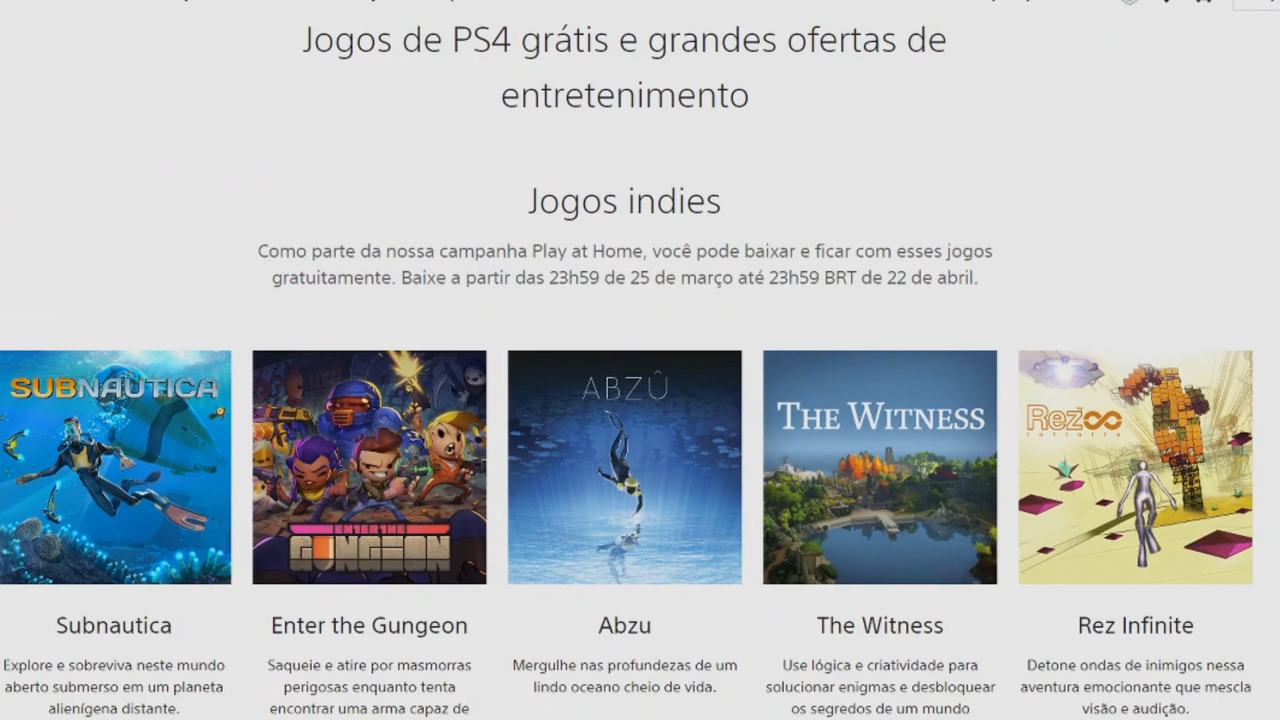 Jogos de PS4 grátis e grandes ofertas de
entretenimento
Jogos indies
Como parte da nossa campanha Play at Home, você pode baixar e ficar com esses jogos
gratuitamente. Baixe a partir das 23h59 de 25 de março até 23h59 BRT de 22 de abril.
SUBNAUTICA
ENTER THE
GUNGEON
ABZÛ
THE WITNESS
Rez
infinite
Subnautica
Explore e sobreviva neste mundo
aberto submerso em um planeta
alienígena distante.
Enter the Gungeon
Saqueie e atire por masmorras
perigosas enquanto tenta
encontrar uma arma capaz de
Abzu
Mergulhe nas profundezas de um
lindo oceano cheio de vida.
The Witness
Use lógica e criatividade para
solucionar enigmas e desbloquear
os segredos de um mundo
Rez Infinite
Detone ondas de inimigos nessa
aventura emocionante que mescla
visão e audição.